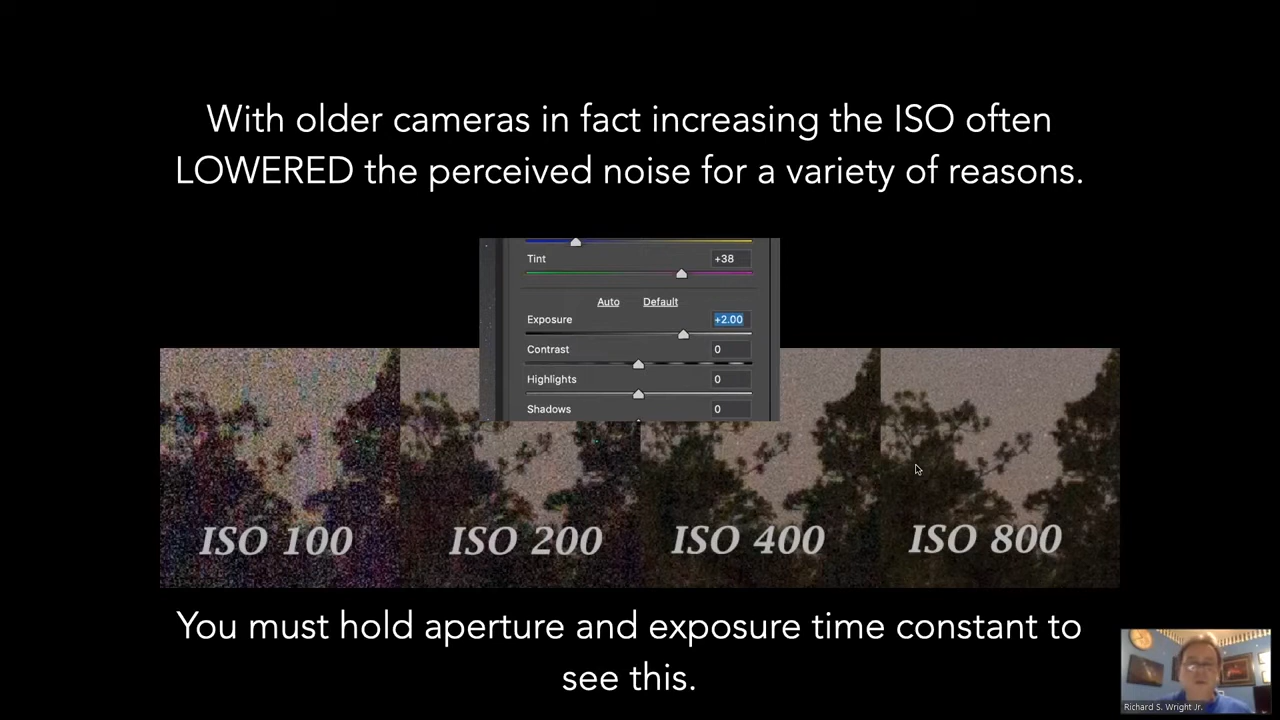 With older cameras in fact increasing the ISO often
LOWERED the perceived noise for a variety of reasons.
Tint +38
Auto Default
Exposure +2.00
Contrast 0
Highlights 0
Shadows 0
ISO 100 ISO 200 ISO 400 ISO 800
You must hold aperture and exposure time constant to
see this.
Richard S. Wright Jr.